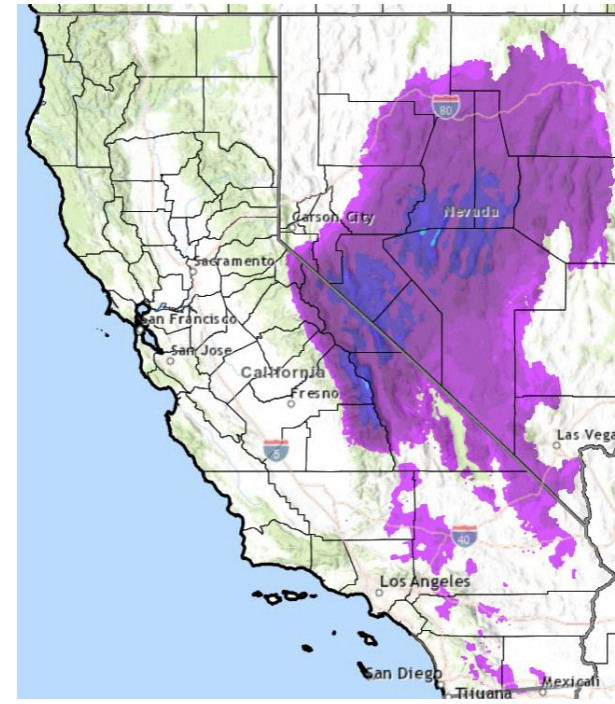 80
Nevada
Carson City
Sacramento
San Francisco
San Jose
California
Fresno
5
Las Vega
40
Los Angeles
San Diego
Mexicali
Tijuana